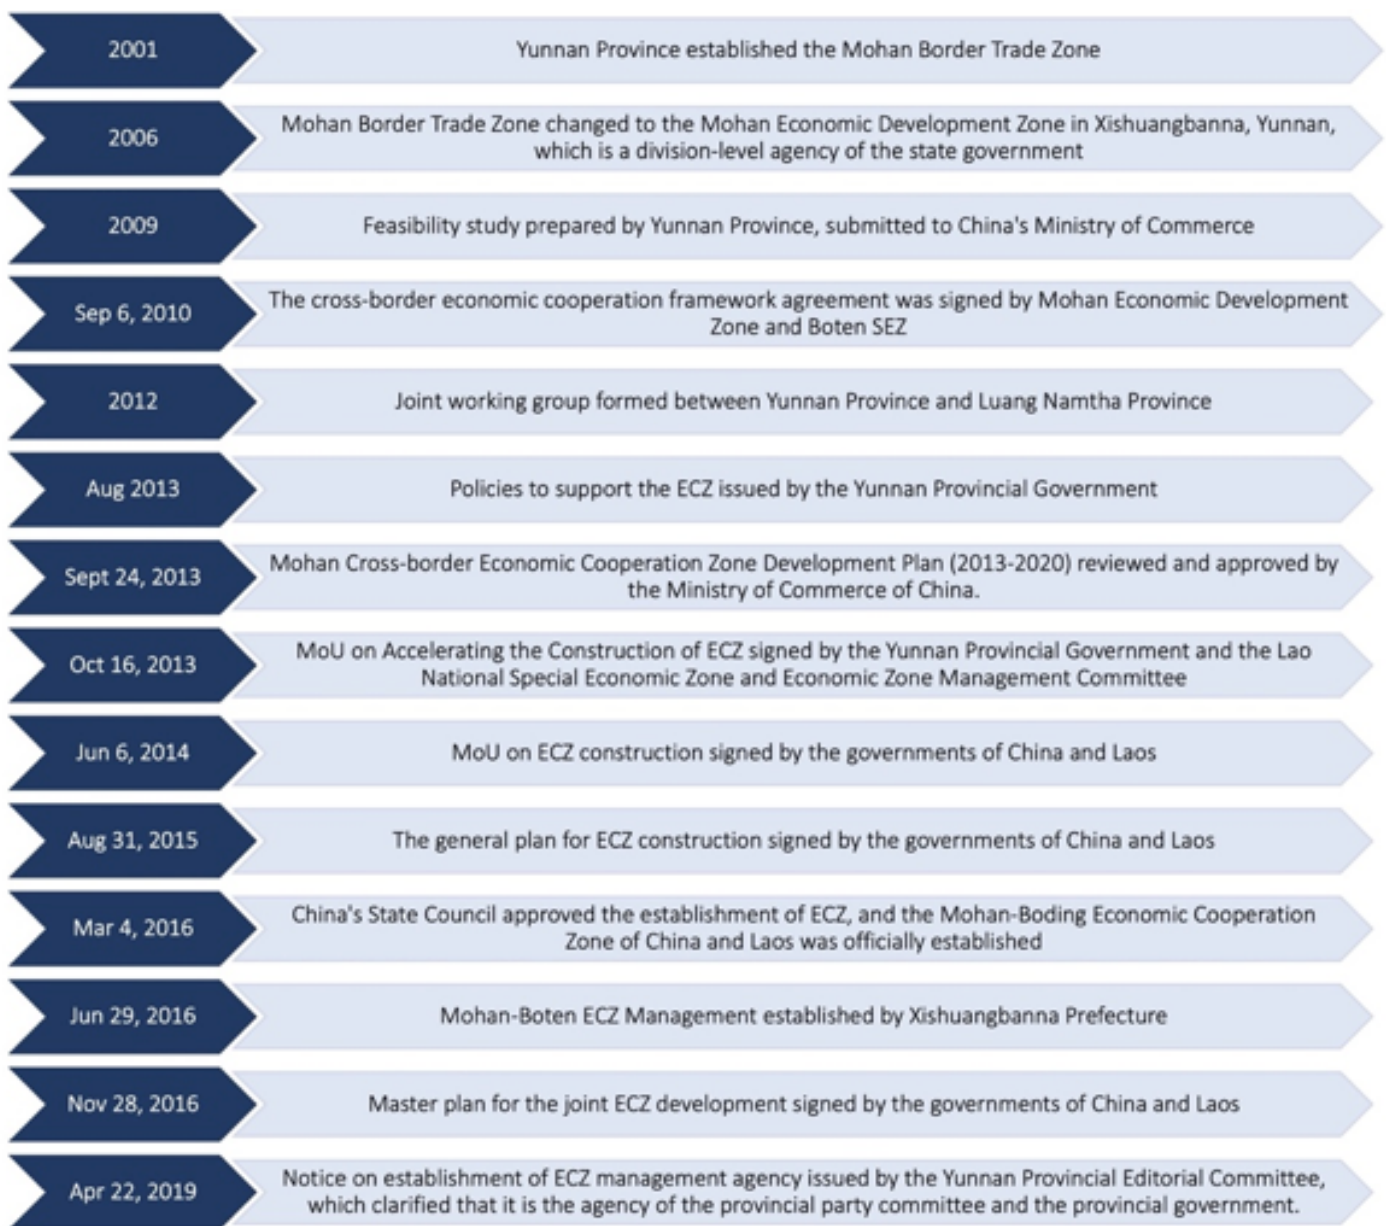 2001
Yunnan Province established the Mohan Border Trade Zone
2006
Mohan Border Trade Zone changed to the Mohan Economic Development Zone in Xishuangbanna, Yunnan,
which is a division-level agency of the state government
2009
Feasibility study prepared by Yunnan Province, submitted to China's Ministry of Commerce
Sep 6, 2010
The cross-border economic cooperation framework agreement was signed by Mohan Economic Development
Zone and Boten SEZ
2012
Joint working group formed between Yunnan Province and Luang Namtha Province
Aug 2013
Policies to support the ECZ issued by the Yunnan Provincial Government
Sept 24, 2013
Mohan Cross-border Economic Cooperation Zone Development Plan (2013-2020) reviewed and approved by
the Ministry of Commerce of China.
Oct 16, 2013
MoU on Accelerating the Construction of ECZ signed by the Yunnan Provincial Government and the Lao
National Special Economic Zone and Economic Zone Management Committee
Jun 6, 2014
MoU on ECZ construction signed by the governments of China and Laos
Aug 31, 2015
The general plan for ECZ construction signed by the governments of China and Laos
Mar 4, 2016
China's State Council approved the establishment of ECZ, and the Mohan-Boding Economic Cooperation
Zone of China and Laos was officially established
Jun 29, 2016
Mohan-Boten ECZ Management established by Xishuangbanna Prefecture
Nov 28, 2016
Master plan for the joint ECZ development signed by the governments of China and Laos
Apr 22, 2019
Notice on establishment of ECZ management agency issued by the Yunnan Provincial Editorial Committee,
which clarified that it is the agency of the provincial party committee and the provincial government.